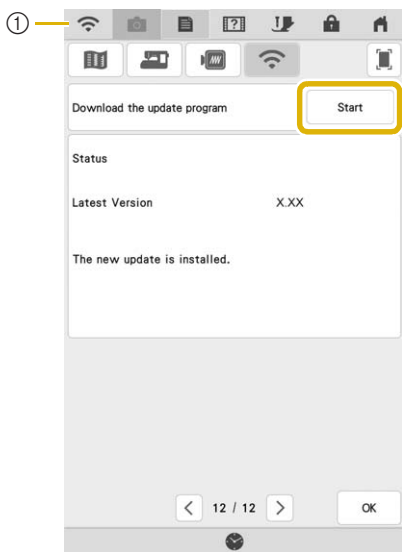 ①
Download the update program
Start
Status
Latest Version X.XX
The new update is installed.
12 / 12
OK